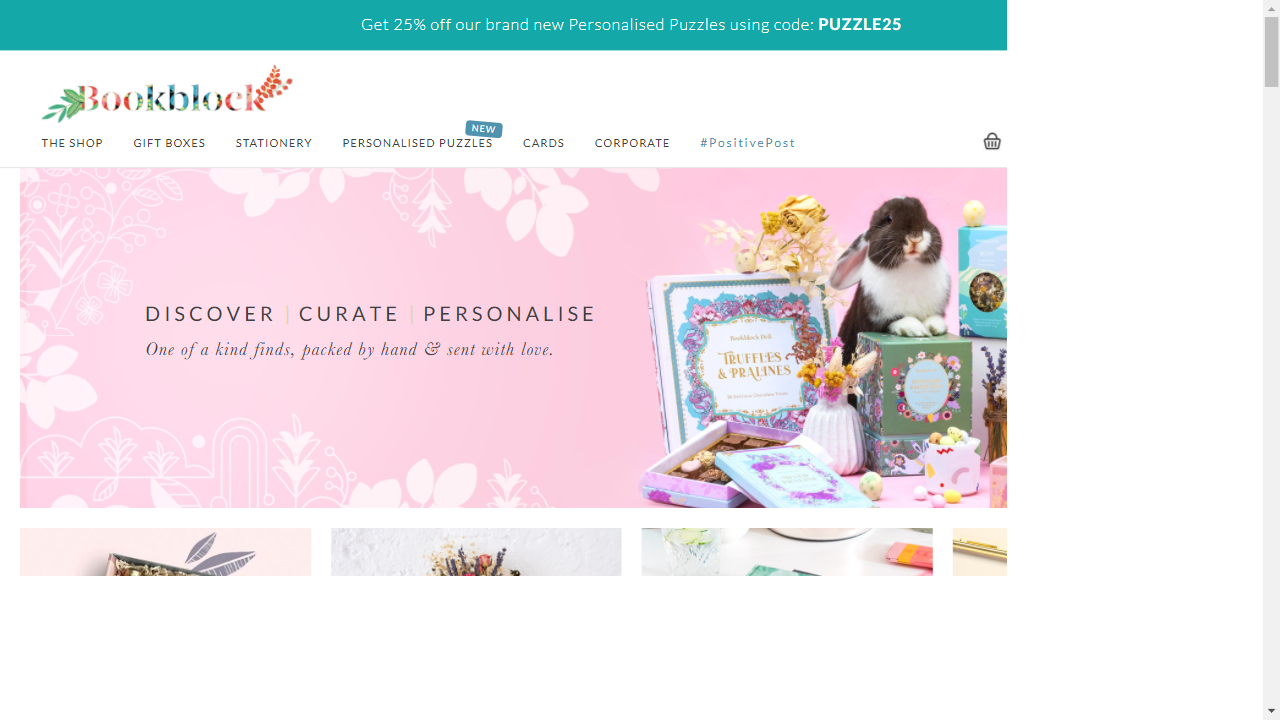 Get 25% off our brand new Personalised Puzzles using code: PUZZLE25
Bookblock
NEW
THE SHOP GIFT BOXES STATIONERY PERSONALISED PUZZLES CARDS CORPORATE #PositivePost
DISCOVER | CURATE | PERSONALISE
One of a kind finds, packed by hand & sent with love.
Bookblock Deli
TRUFFLES
& PRALINES